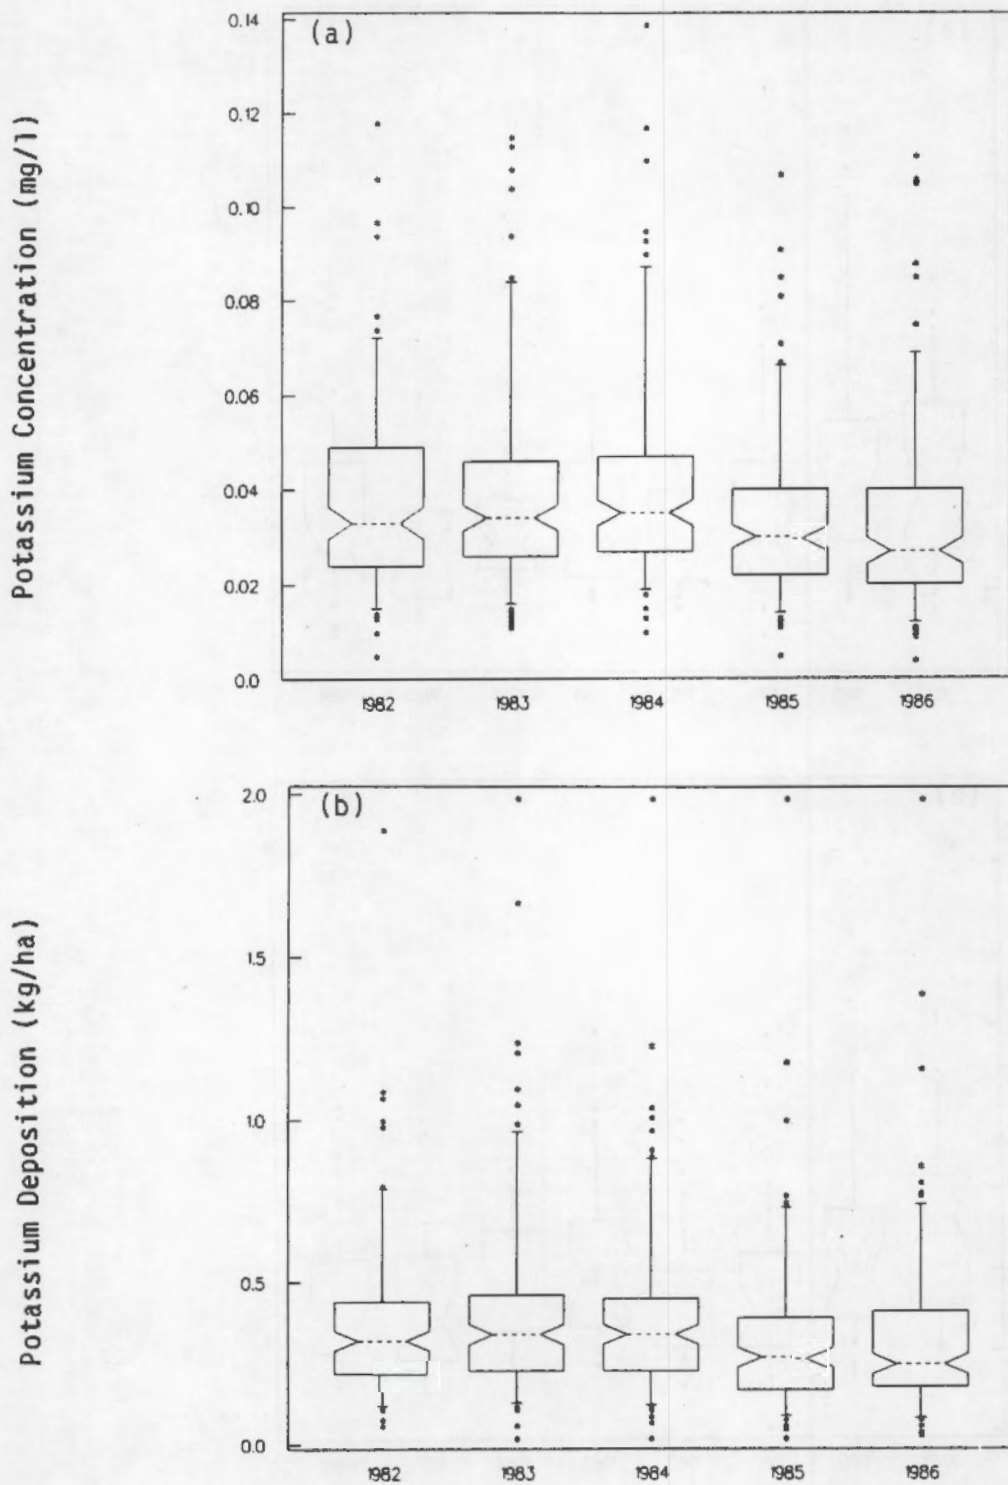 (a)
Potassium Concentration (mg/l)
0.14
0.12
0.10
0.08
0.06
0.04
0.02
0.0
1982 1983 1984 1985 1986
(b)
Potassium Deposition (kg/ha)
2.0
1.5
1.0
0.5
0.0
1982 1983 1984 1985 1986